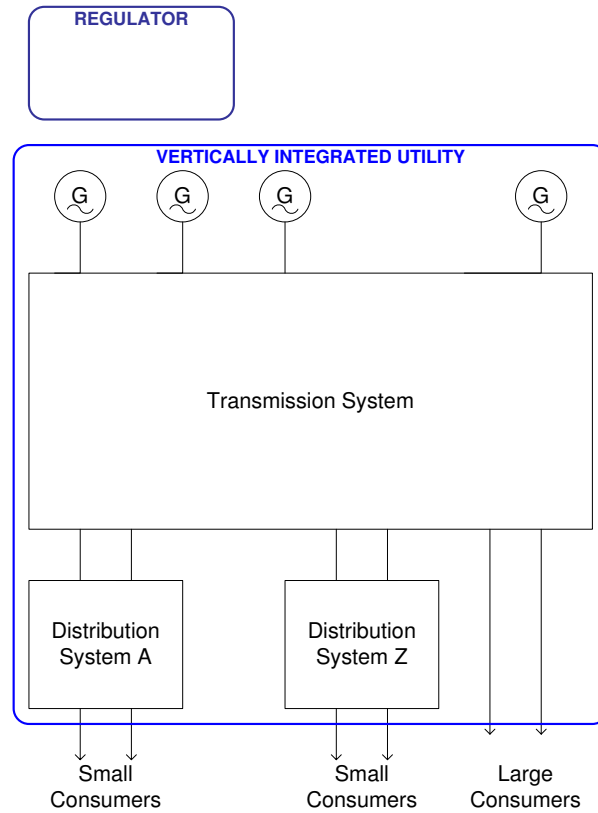 REGULATOR
VERTICALLY INTEGRATED UTILITY
G
G
G
G
Transmission System
Distribution
System A
Distribution
System Z
Small
Consumers
Small
Consumers
Large
Consumers